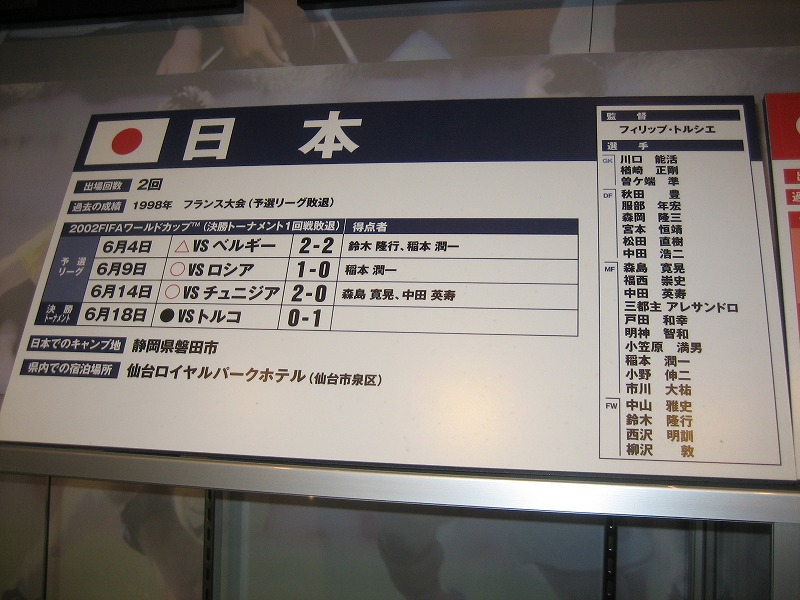 日本
出場回数 2回
過去の成績 1998年 フランス大会(予選リーグ敗退)
2002FIFAワールドカップ™(決勝トーナメント1回戦敗退) 得点者
予選リーグ
6月4日 △VSベルギー 2-2 鈴木 隆行、稲本 潤一
6月9日 ○VSロシア 1-0 稲本 潤一
6月14日 ○VSチュニジア 2-0 森島 寛晃、中田 英寿
決勝トーナメント
6月18日 ●VSトルコ 0-1
日本でのキャンプ地 静岡県磐田市
県内での宿泊場所 仙台ロイヤルパークホテル(仙台市泉区)
監督
フィリップ・トルシエ
選手
GK 川口 能活
楢崎 正剛
曽ケ端 準
DF 秋田 豊
服部 年宏
森岡 隆三
宮本 恒靖
松田 直樹
中田 浩二
MF 森島 寛晃
福西 崇史
中田 英寿
三都主 アレサンドロ
戸田 和幸
明神 智和
小笠原 満男
稲本 潤一
小野 伸二
市川 大祐
FW 中山 雅史
鈴木 隆行
西沢 明訓
柳沢 敦